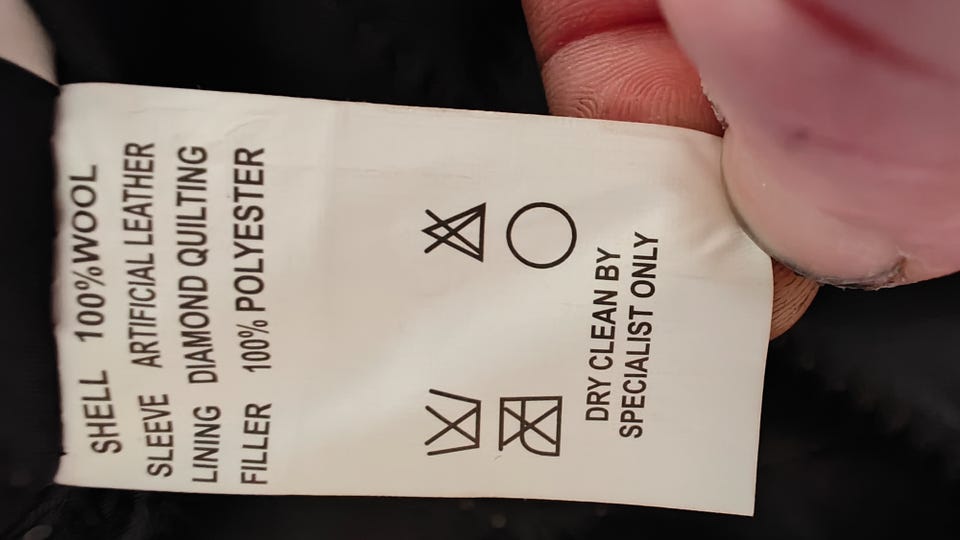 SHELL 100%WOOL
SLEEVE ARTIFICIAL LEATHER
LINING DIAMOND QUILTING
FILLER 100% POLYESTER
DRY CLEAN BY
SPECIALIST ONLY